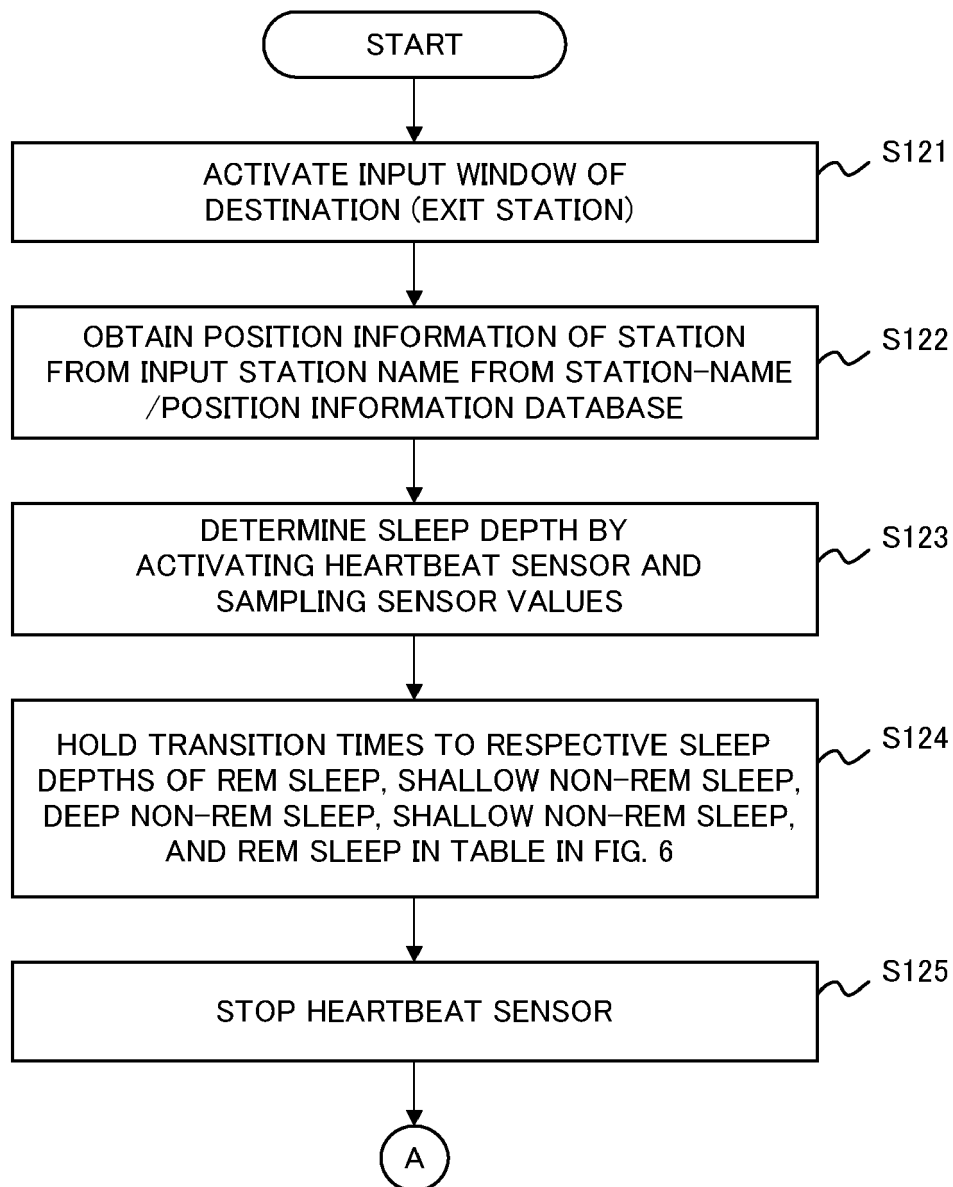 START
ACTIVATE INPUT WINDOW OF
DESTINATION (EXIT STATION)
S121
OBTAIN POSITION INFORMATION OF STATION
FROM INPUT STATION NAME FROM STATION-NAME
/POSITION INFORMATION DATABASE
S122
DETERMINE SLEEP DEPTH BY
ACTIVATING HEARTBEAT SENSOR AND
SAMPLING SENSOR VALUES
S123
HOLD TRANSITION TIMES TO RESPECTIVE SLEEP
DEPTHS OF REM SLEEP, SHALLOW NON-REM SLEEP,
DEEP NON-REM SLEEP, SHALLOW NON-REM SLEEP,
AND REM SLEEP IN TABLE IN FIG. 6
S124
STOP HEARTBEAT SENSOR
S125
A